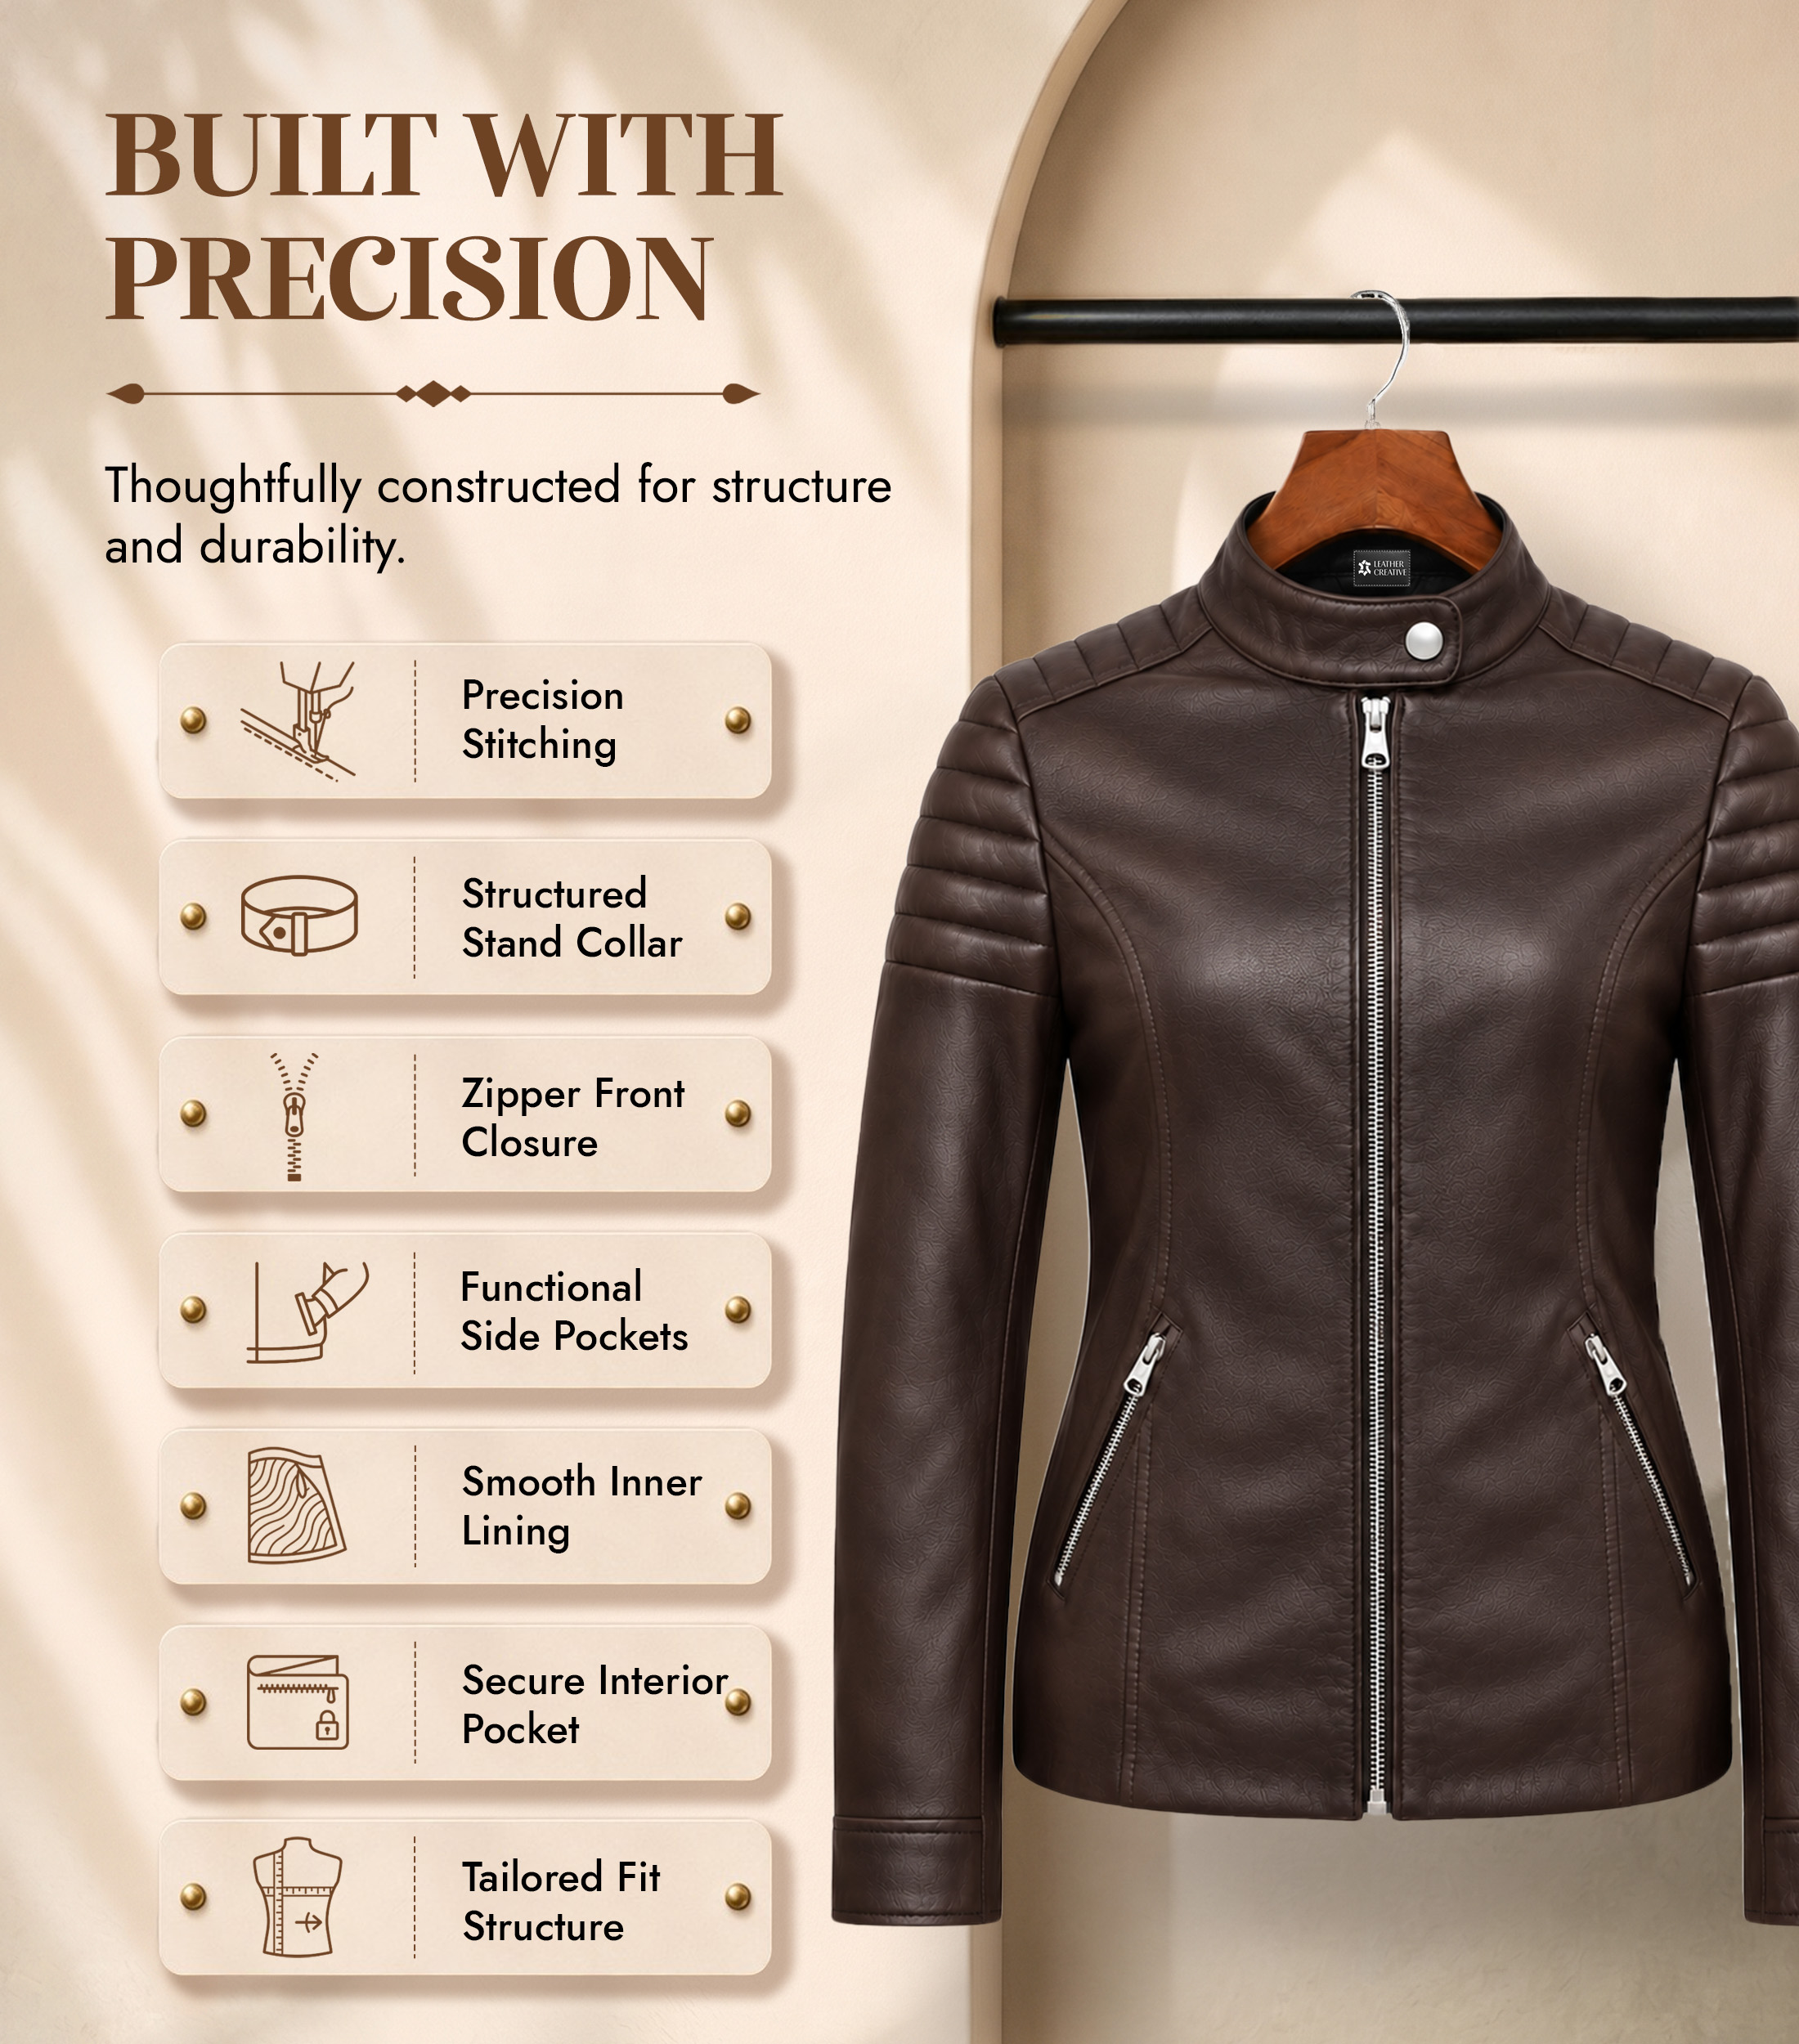 BUILT WITH
PRECISION
Thoughtfully constructed for structure
and durability.
LEATHER
CREATIVE
Precision
Stitching
Structured
Stand Collar
Zipper Front
Closure
Functional
Side Pockets
Smooth Inner
Lining
Secure Interior
Pocket
Tailored Fit
Structure